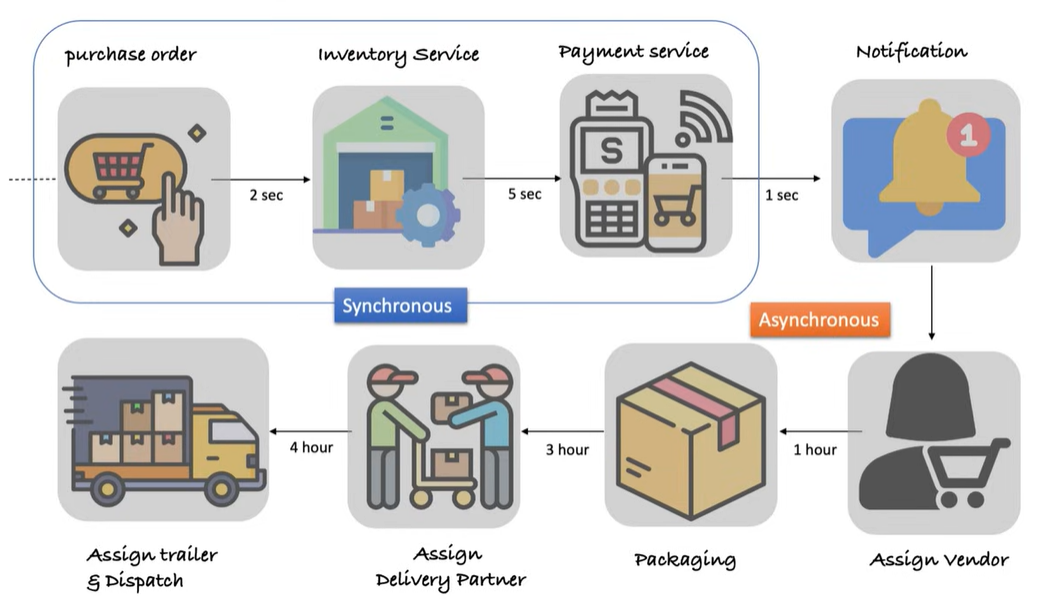 purchase order
Inventory Service
Payment service
Notification
S
1
2 sec
5 sec
1 sec
Synchronous
Asynchronous
4 hour
3 hour
1 hour
Assign trailer
& Dispatch
Assign
Delivery Partner
Packaging
Assign Vendor